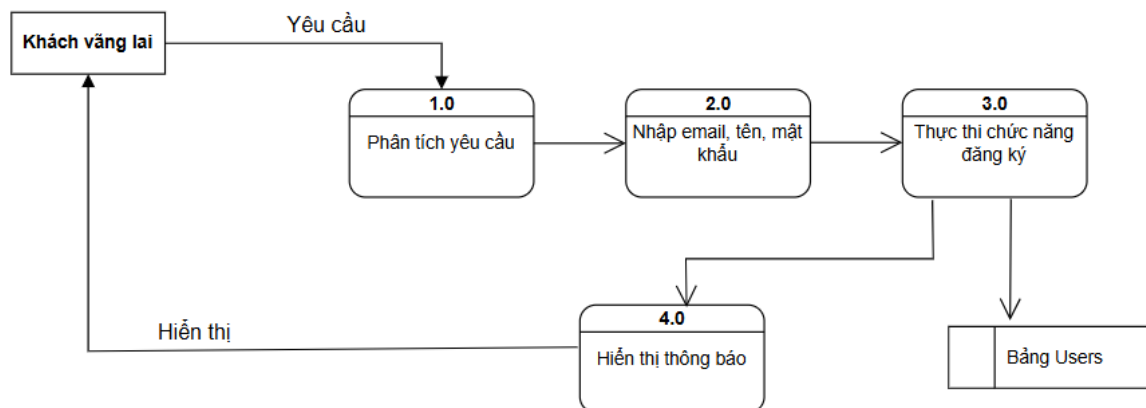 Yêu cầu
Khách vãng lai
1.0
Phân tích yêu cầu
2.0
Nhập email, tên, mật
khẩu
3.0
Thực thi chức năng
đăng ký
4.0
Hiển thị thông báo
Hiển thị
Bảng Users